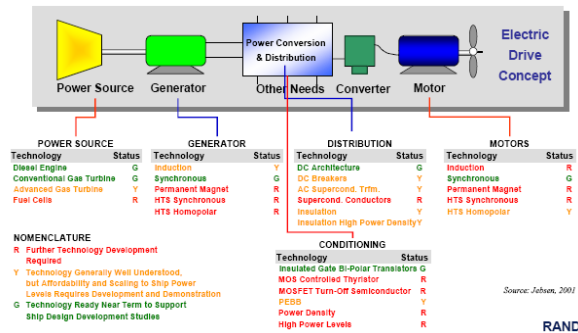 Electric
Drive
Concept
Power Conversion
& Distribution
Power Source Generator Other Needs Converter Motor
POWER SOURCE
Technology Status
Diesel Engine G
Conventional Gas Turbine G
Advanced Gas Turbine Y
Fuel Cells R
GENERATOR
Technology Status
Induction Y
Synchronous G
Permanent Magnet R
HTS Synchronous R
HTS Homopolar R
DISTRIBUTION
Technology Status
DC Architecture G
DC Breakers Y
AC Supercond. Trfm. Y
Supercond. Conductors R
Insulation Y
Insulation High Power Density Y
MOTORS
Technology Status
Induction R
Synchronous G
Permanent Magnet R
HTS Synchronous R
HTS Homopolar Y
NOMENCLATURE
R Further Technology Development
Required
Y Technology Generally Well Understood,
but Affordability and Scaling to Ship Power
Levels Requires Development and Demonstration
G Technology Ready Near Term to Support
Ship Design Development Studies
CONDITIONING
Technology Status
Insulated Gate Bi-Polar Transistors G
MOS Controlled Thyristor R
MOSFET Turn-Off Semiconductor R
PEBB Y
Power Density R
High Power Levels R
Source: Jebsen, 2001
RAND